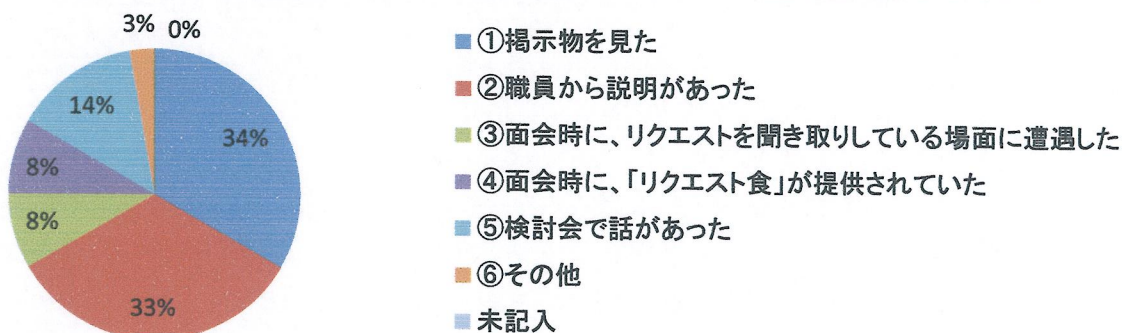 3% 0%
14%
34%
8%
8%
33%
①掲示物を見た
②職員から説明があった
③面会時に、リクエストを聞き取りしている場面に遭遇した
④面会時に、「リクエスト食」が提供されていた
⑤検討会で話があった
⑥その他
未記入